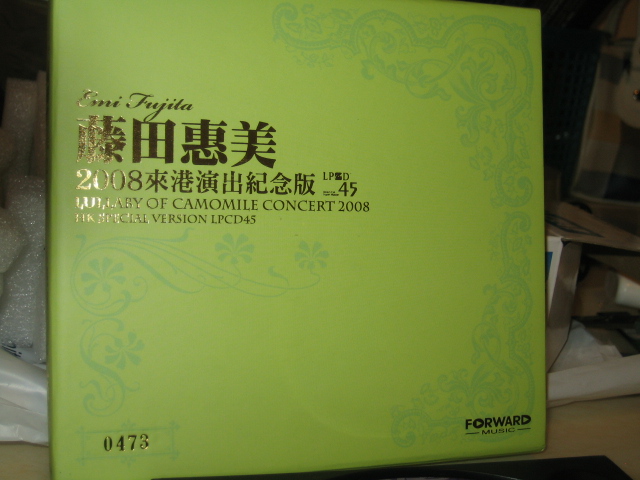 Emi Fujita
藤田惠美
2008來港演出紀念版 LPCD 45
LULLABY OF CAMOMILE CONCERT 2008
HK SPECIAL VERSION LPCD45
0473
FORWARD
MUSIC